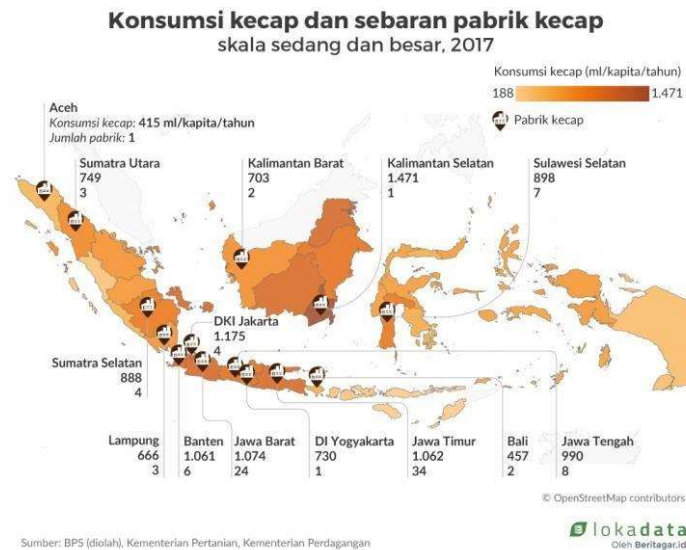 Konsumsi kecap dan sebaran pabrik kecap
skala sedang dan besar, 2017
Konsumsi kecap (ml/kapita/tahun)
188 1.471
Pabrik kecap
Aceh
Konsumsi kecap: 415 ml/kapita/tahun
Jumlah pabrik: 1
Sumatra Utara
749
3
Kalimantan Barat
703
2
Kalimantan Selatan
1.471
1
Sulawesi Selatan
898
7
DKI Jakarta
1.175
4
Sumatra Selatan
888
4
Lampung
666
3
Banten
1.061
6
Jawa Barat
1.074
24
DI Yogyakarta
730
1
Jawa Timur
1.062
34
Bali
457
2
Jawa Tengah
990
8
© OpenStreetMap contributors
lokadata
Oleh Beritagar.id
Sumber: BPS (diolah), Kementerian Pertanian, Kementerian Perdagangan